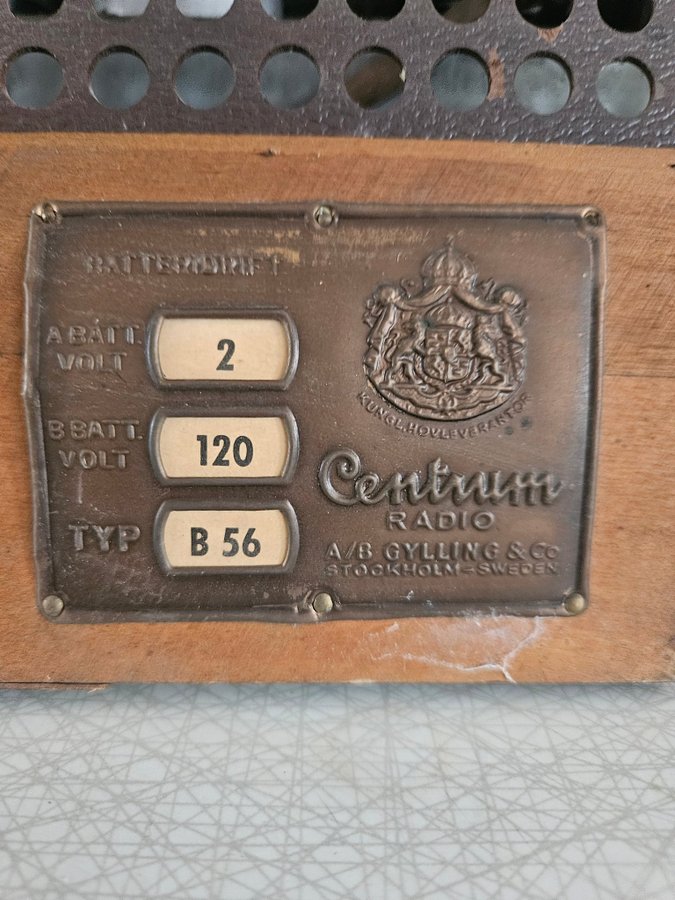 BATTERIDRIFT
A BATT.
VOLT
2
B BATT.
VOLT
120
TYP
B 56
KUNGL. HOVLEVERANTÖR
Centrum
RADIO
A/B GYLLING & Co
STOCKHOLM–SWEDEN